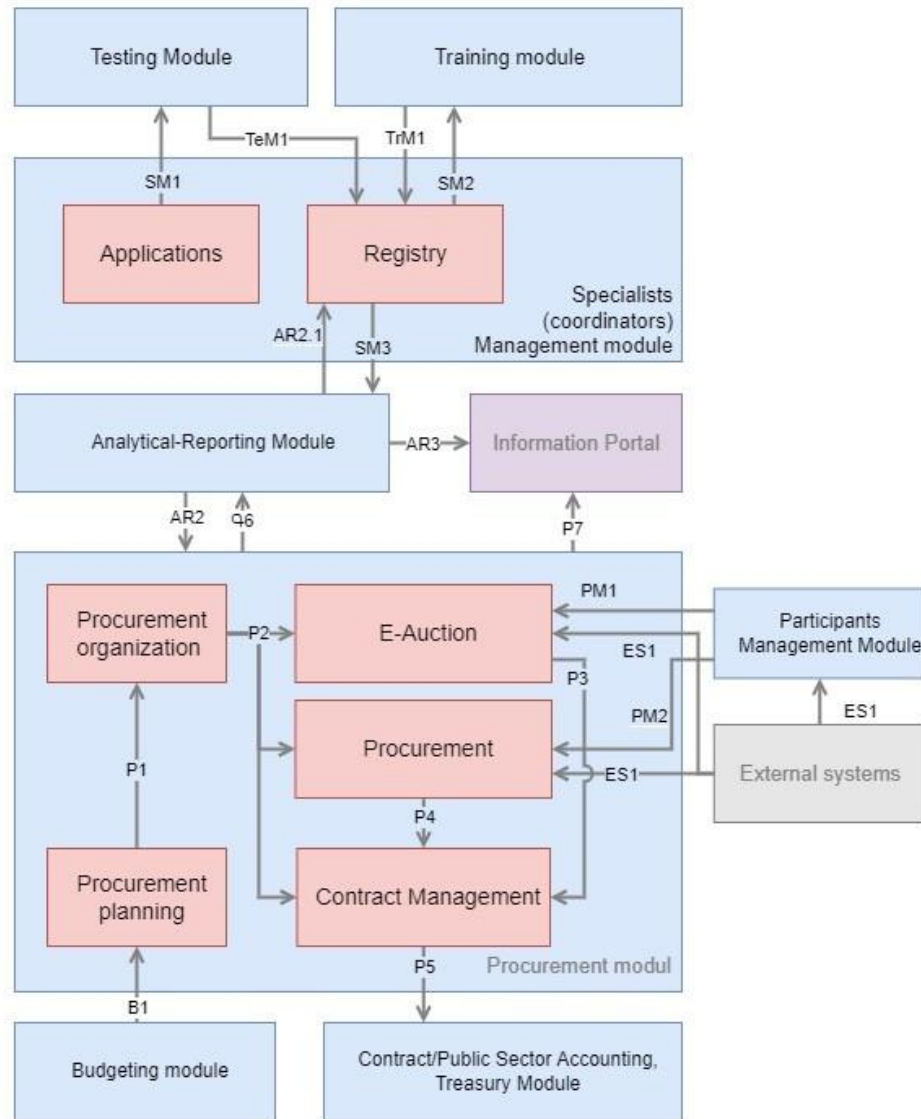 Testing Module
Training module
TeM1
TrM1
SM1
SM2
Applications
Registry
Specialists
(coordinators)
Management module
AR2.1
SM3
Analytical-Reporting Module
AR3
Information Portal
AR2
P6
P7
Procurement
organization
P2
E-Auction
PM1
Participants
Management Module
ES1
P3
PM2
ES1
Procurement
ES1
External systems
P1
P4
Procurement
planning
Contract Management
P5
Procurement modul
B1
Budgeting module
Contract/Public Sector Accounting,
Treasury Module